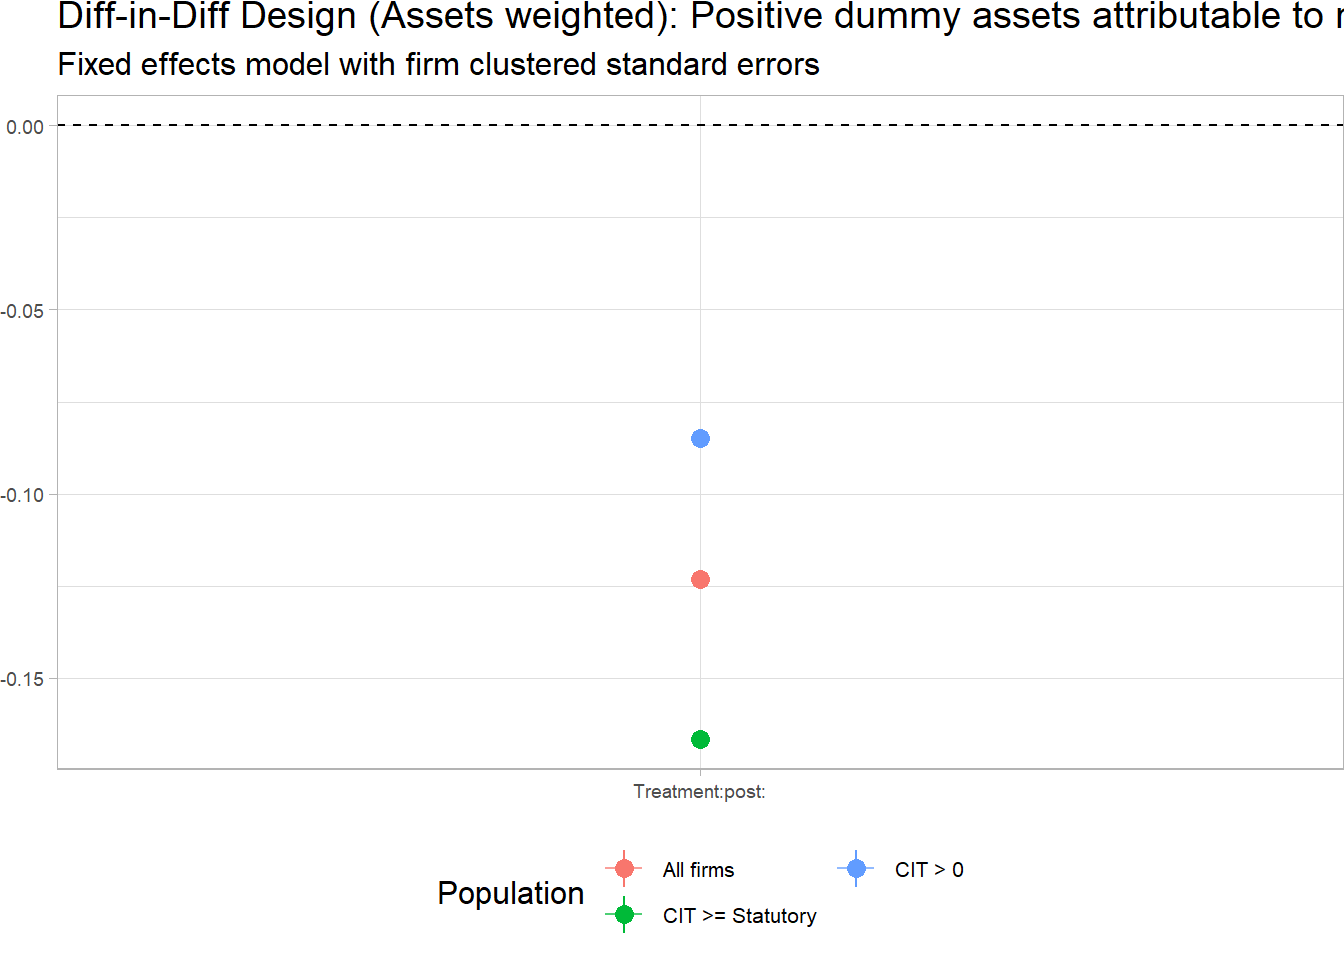 Diff-in-Diff Design (Assets weighted): Positive dummy assets attributable to
Fixed effects model with firm clustered standard errors
0.00
-0.05
-0.10
-0.15
Treatment:post:
Population
All firms
CIT > 0
CIT >= Statutory